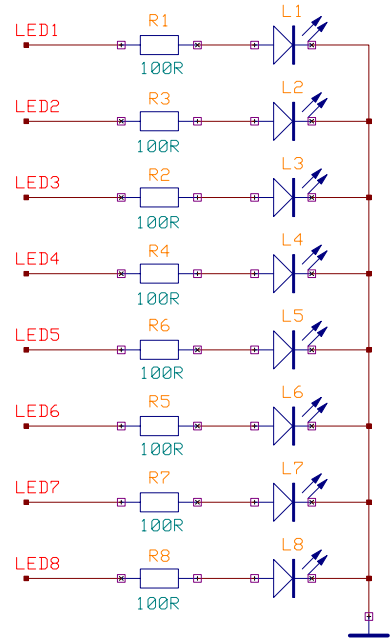 R1 L1
LED1
100R
R3 L2
LED2
100R
R2 L3
LED3
100R
R4 L4
LED4
100R
R6 L5
LED5
100R
R5 L6
LED6
100R
R7 L7
LED7
100R
R8 L8
LED8
100R